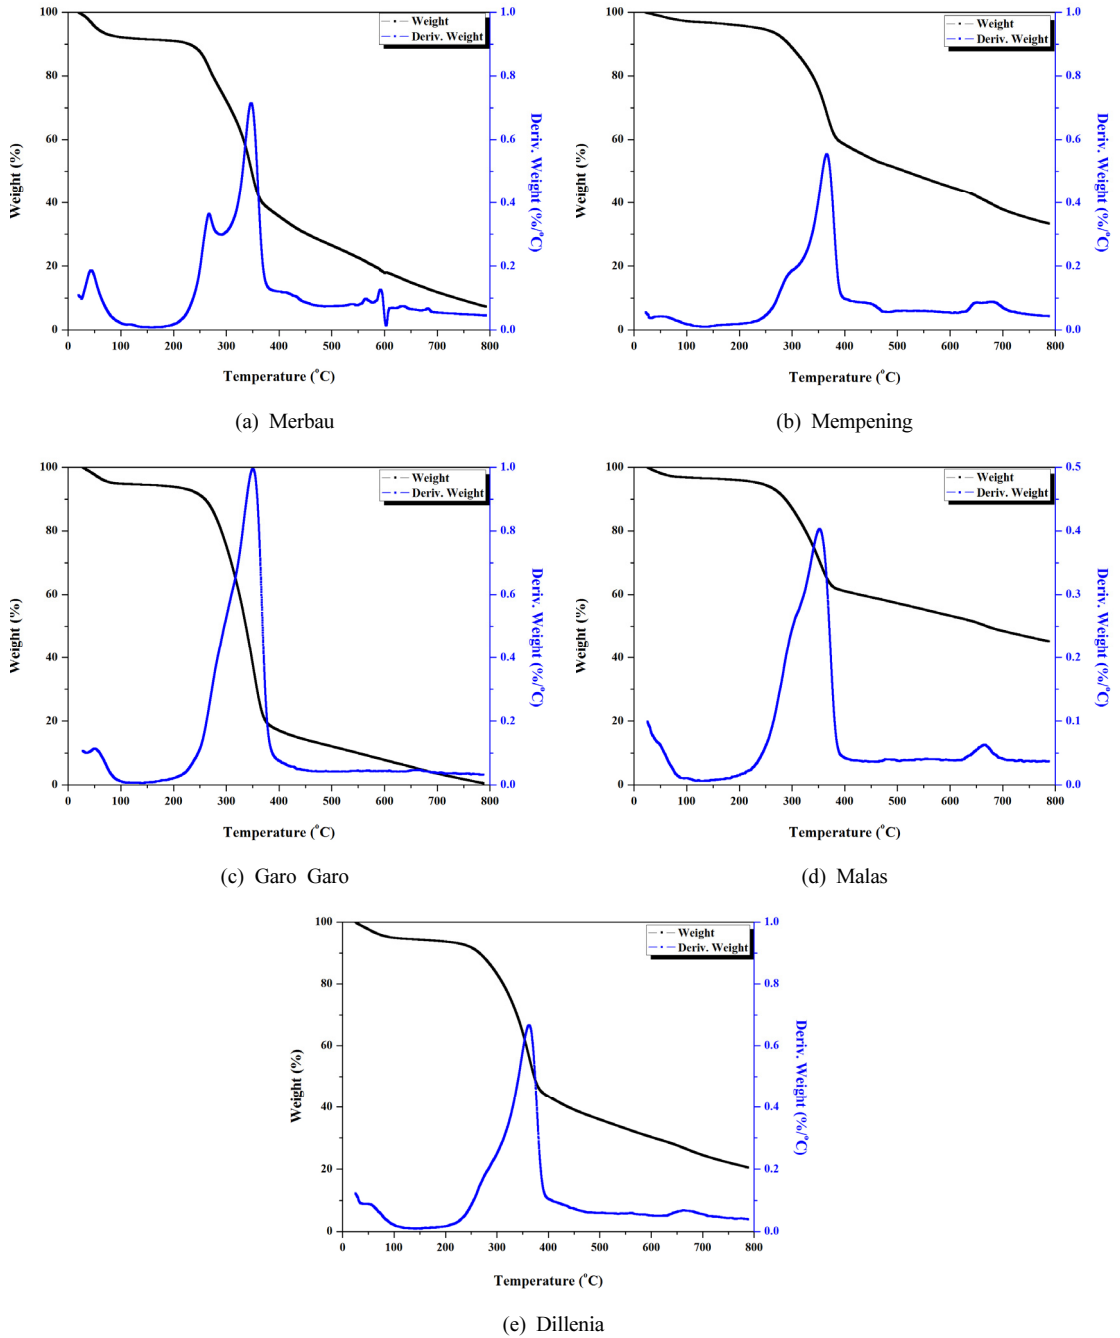 Weight
Deriv. Weight
100
80
60
40
20
0
Weight (%)
1.0
0.8
0.6
0.4
0.2
0.0
Deriv. Weight (%/°C)
0 100 200 300 400 500 600 700 800
Temperature (°C)
(a) Merbau
Weight
Deriv. Weight
100
80
60
40
20
0
Weight (%)
1.0
0.8
0.6
0.4
0.2
0.0
Deriv. Weight (%/°C)
0 100 200 300 400 500 600 700 800
Temperature (°C)
(b) Mempening
Weight
Deriv. Weight
100
80
60
40
20
0
Weight (%)
1.0
0.8
0.6
0.4
0.2
0.0
Deriv. Weight (%/°C)
0 100 200 300 400 500 600 700 800
Temperature (°C)
(c) Garo Garo
Weight
Deriv. Weight
100
80
60
40
20
0
Weight (%)
0.5
0.4
0.3
0.2
0.1
0.0
Deriv. Weight (%/°C)
0 100 200 300 400 500 600 700 800
Temperature (°C)
(d) Malas
Weight
Deriv. Weight
100
80
60
40
20
0
Weight (%)
1.0
0.8
0.6
0.4
0.2
0.0
Deriv. Weight (%/°C)
0 100 200 300 400 500 600 700 800
Temperature (°C)
(e) Dillenia